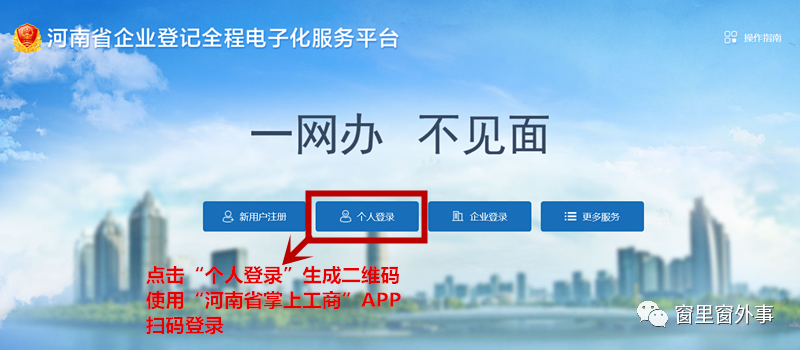 河南省企业登记全程电子化服务平台
操作指南
一网办 不见面
新用户注册 个人登录 企业登录 更多服务
点击“个人登录”生成二维码
使用“河南省掌上工商”APP
扫码登录
窗里窗外事